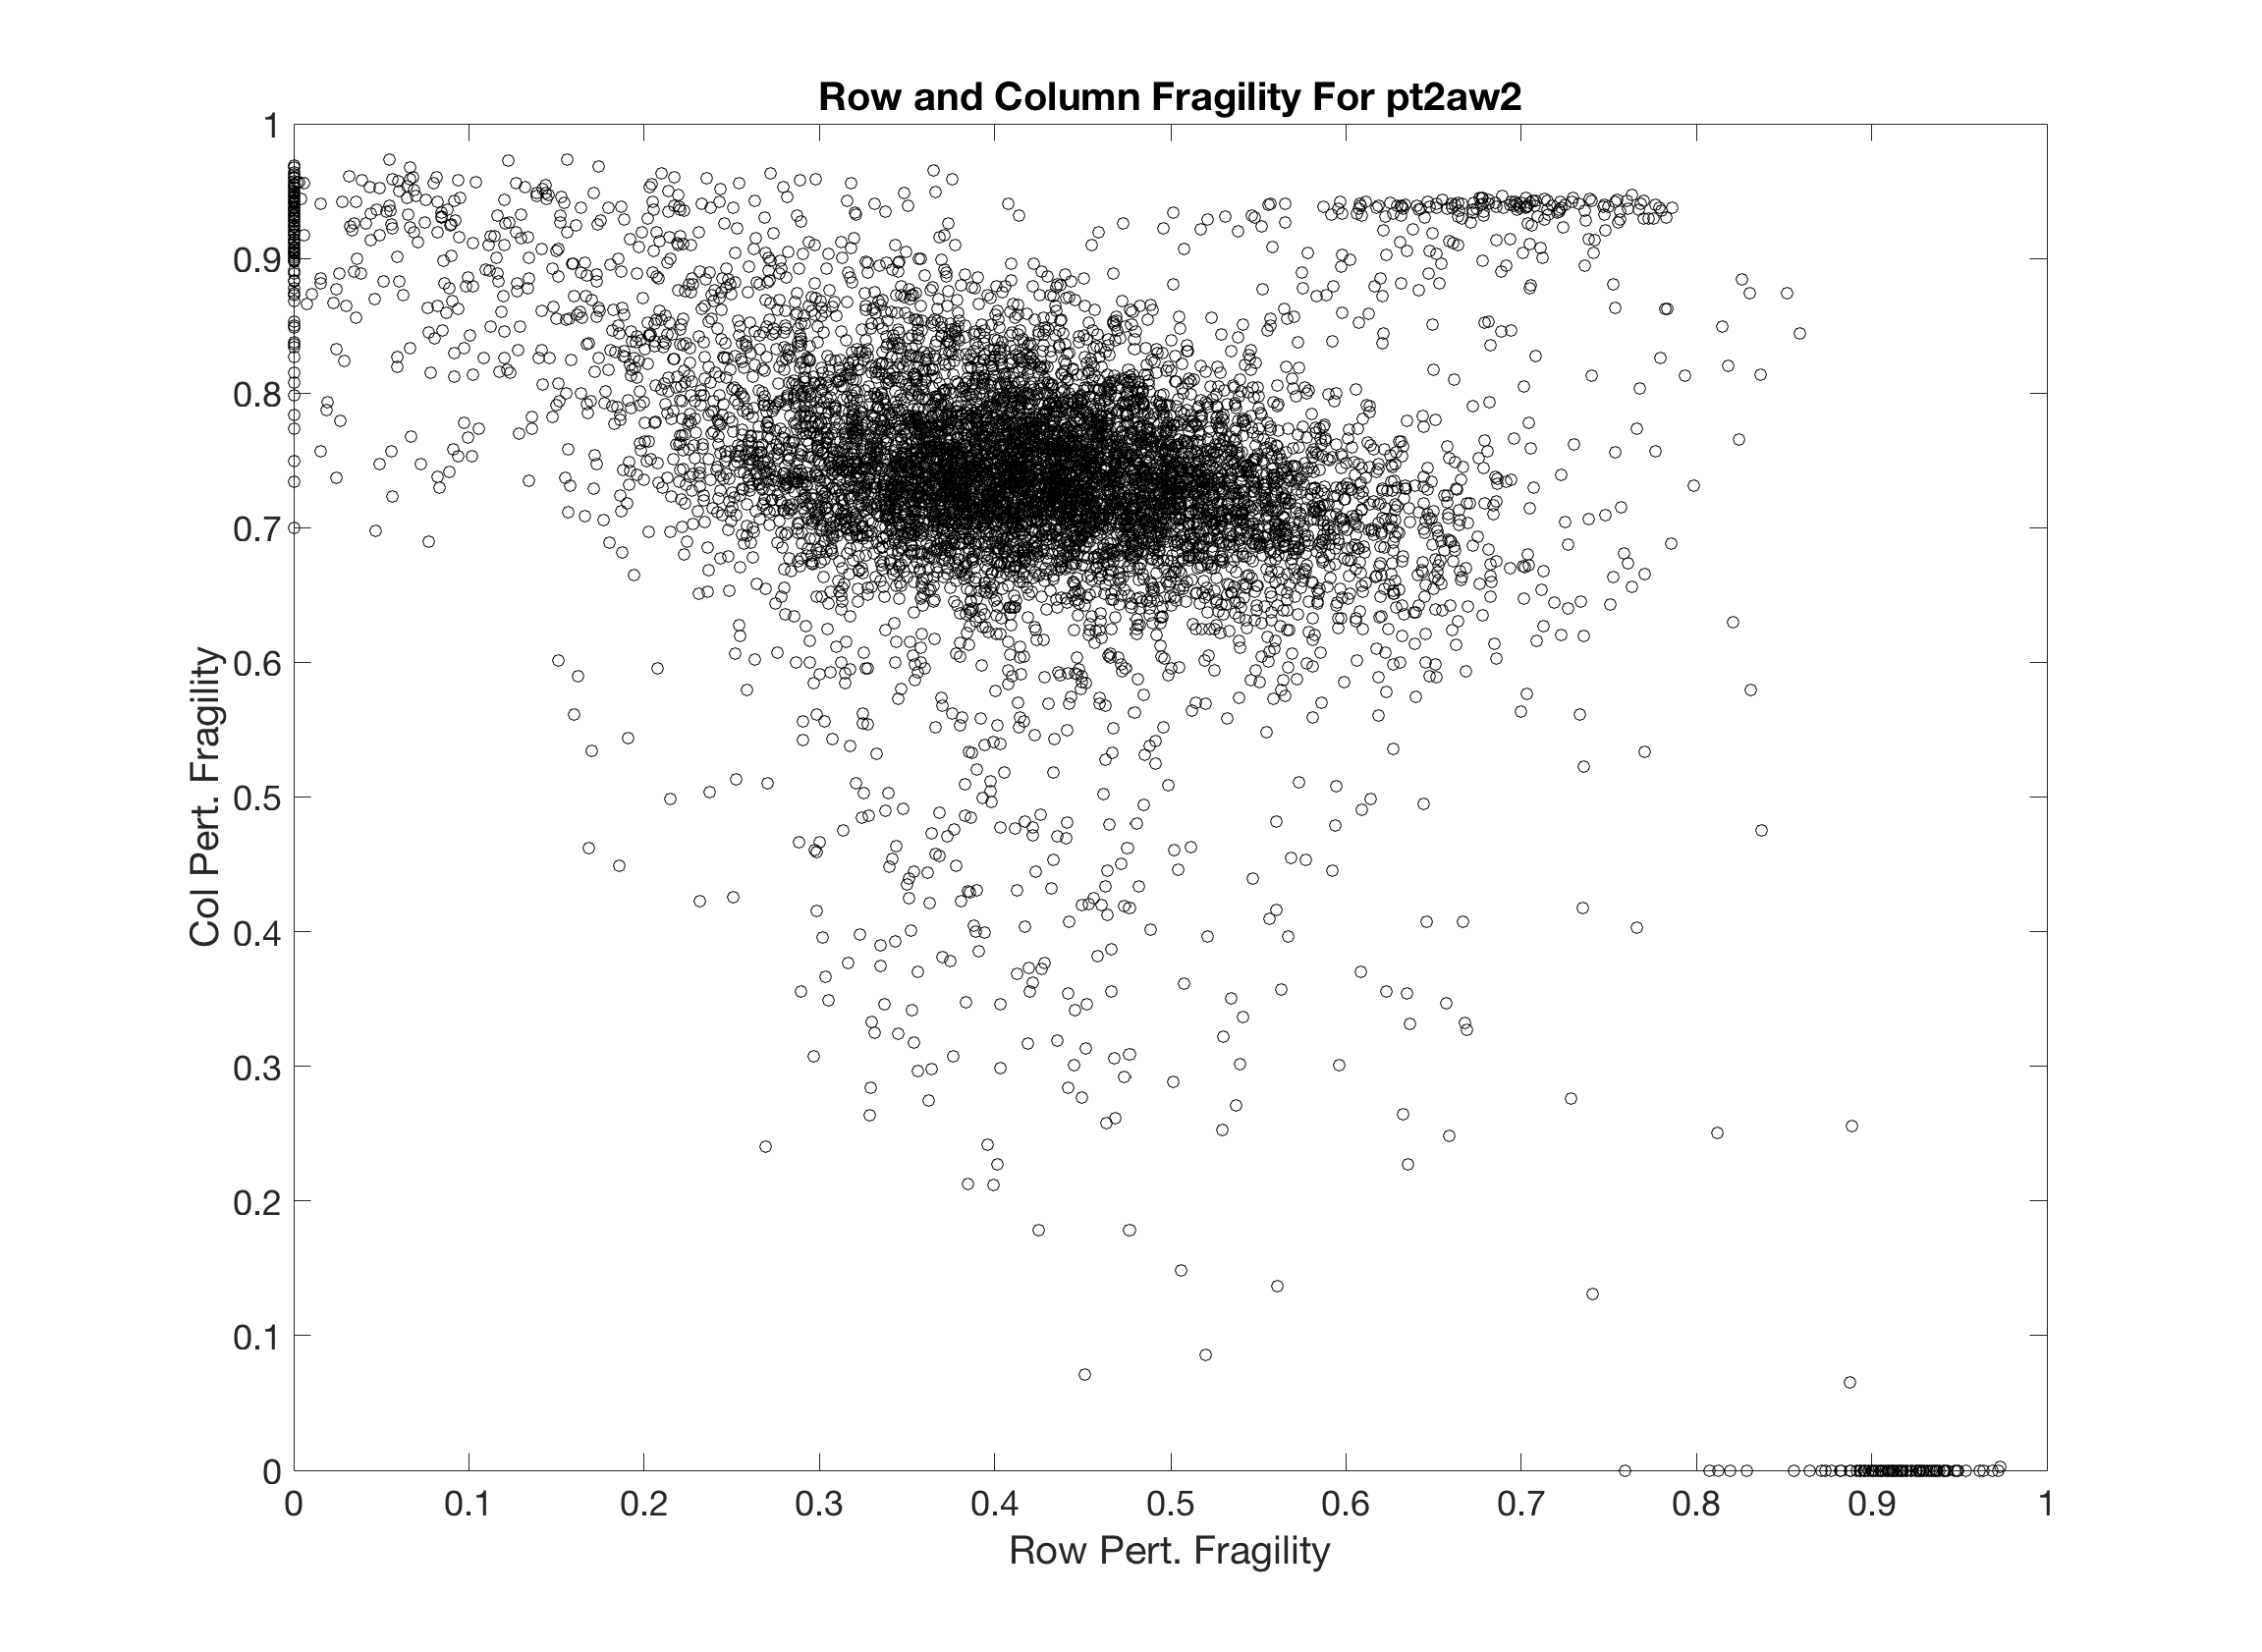 Row and Column Fragility For pt2aw2
1
0.9
0.8
0.7
0.6
0.5
0.4
0.3
0.2
0.1
0
Col Pert. Fragility
0 0.1 0.2 0.3 0.4 0.5 0.6 0.7 0.8 0.9 1
Row Pert. Fragility